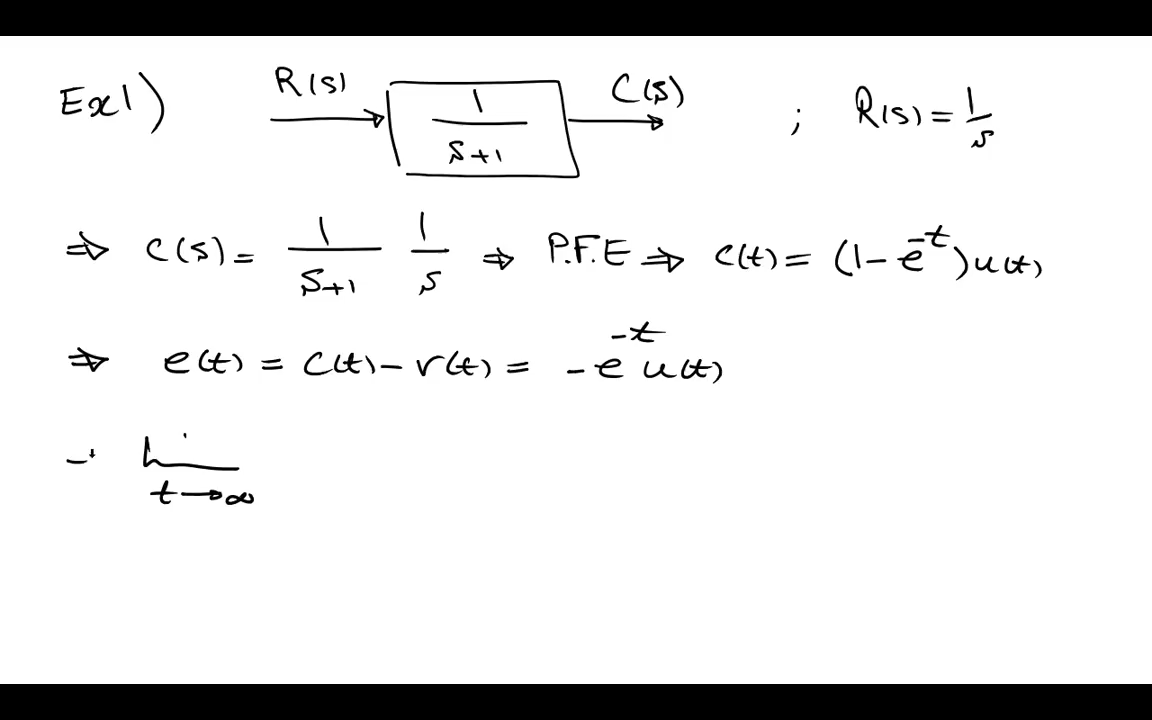 Ex1) R(s) 1/(s+1) C(s) ; R(s) = 1/s
⇒ C(s) = 1/(s+1) 1/s ⇒ P.F.E ⇒ c(t) = (1 - e^-t) u(t)
⇒ e(t) = c(t) - r(t) = - e^-t u(t)
→ lim t→∞